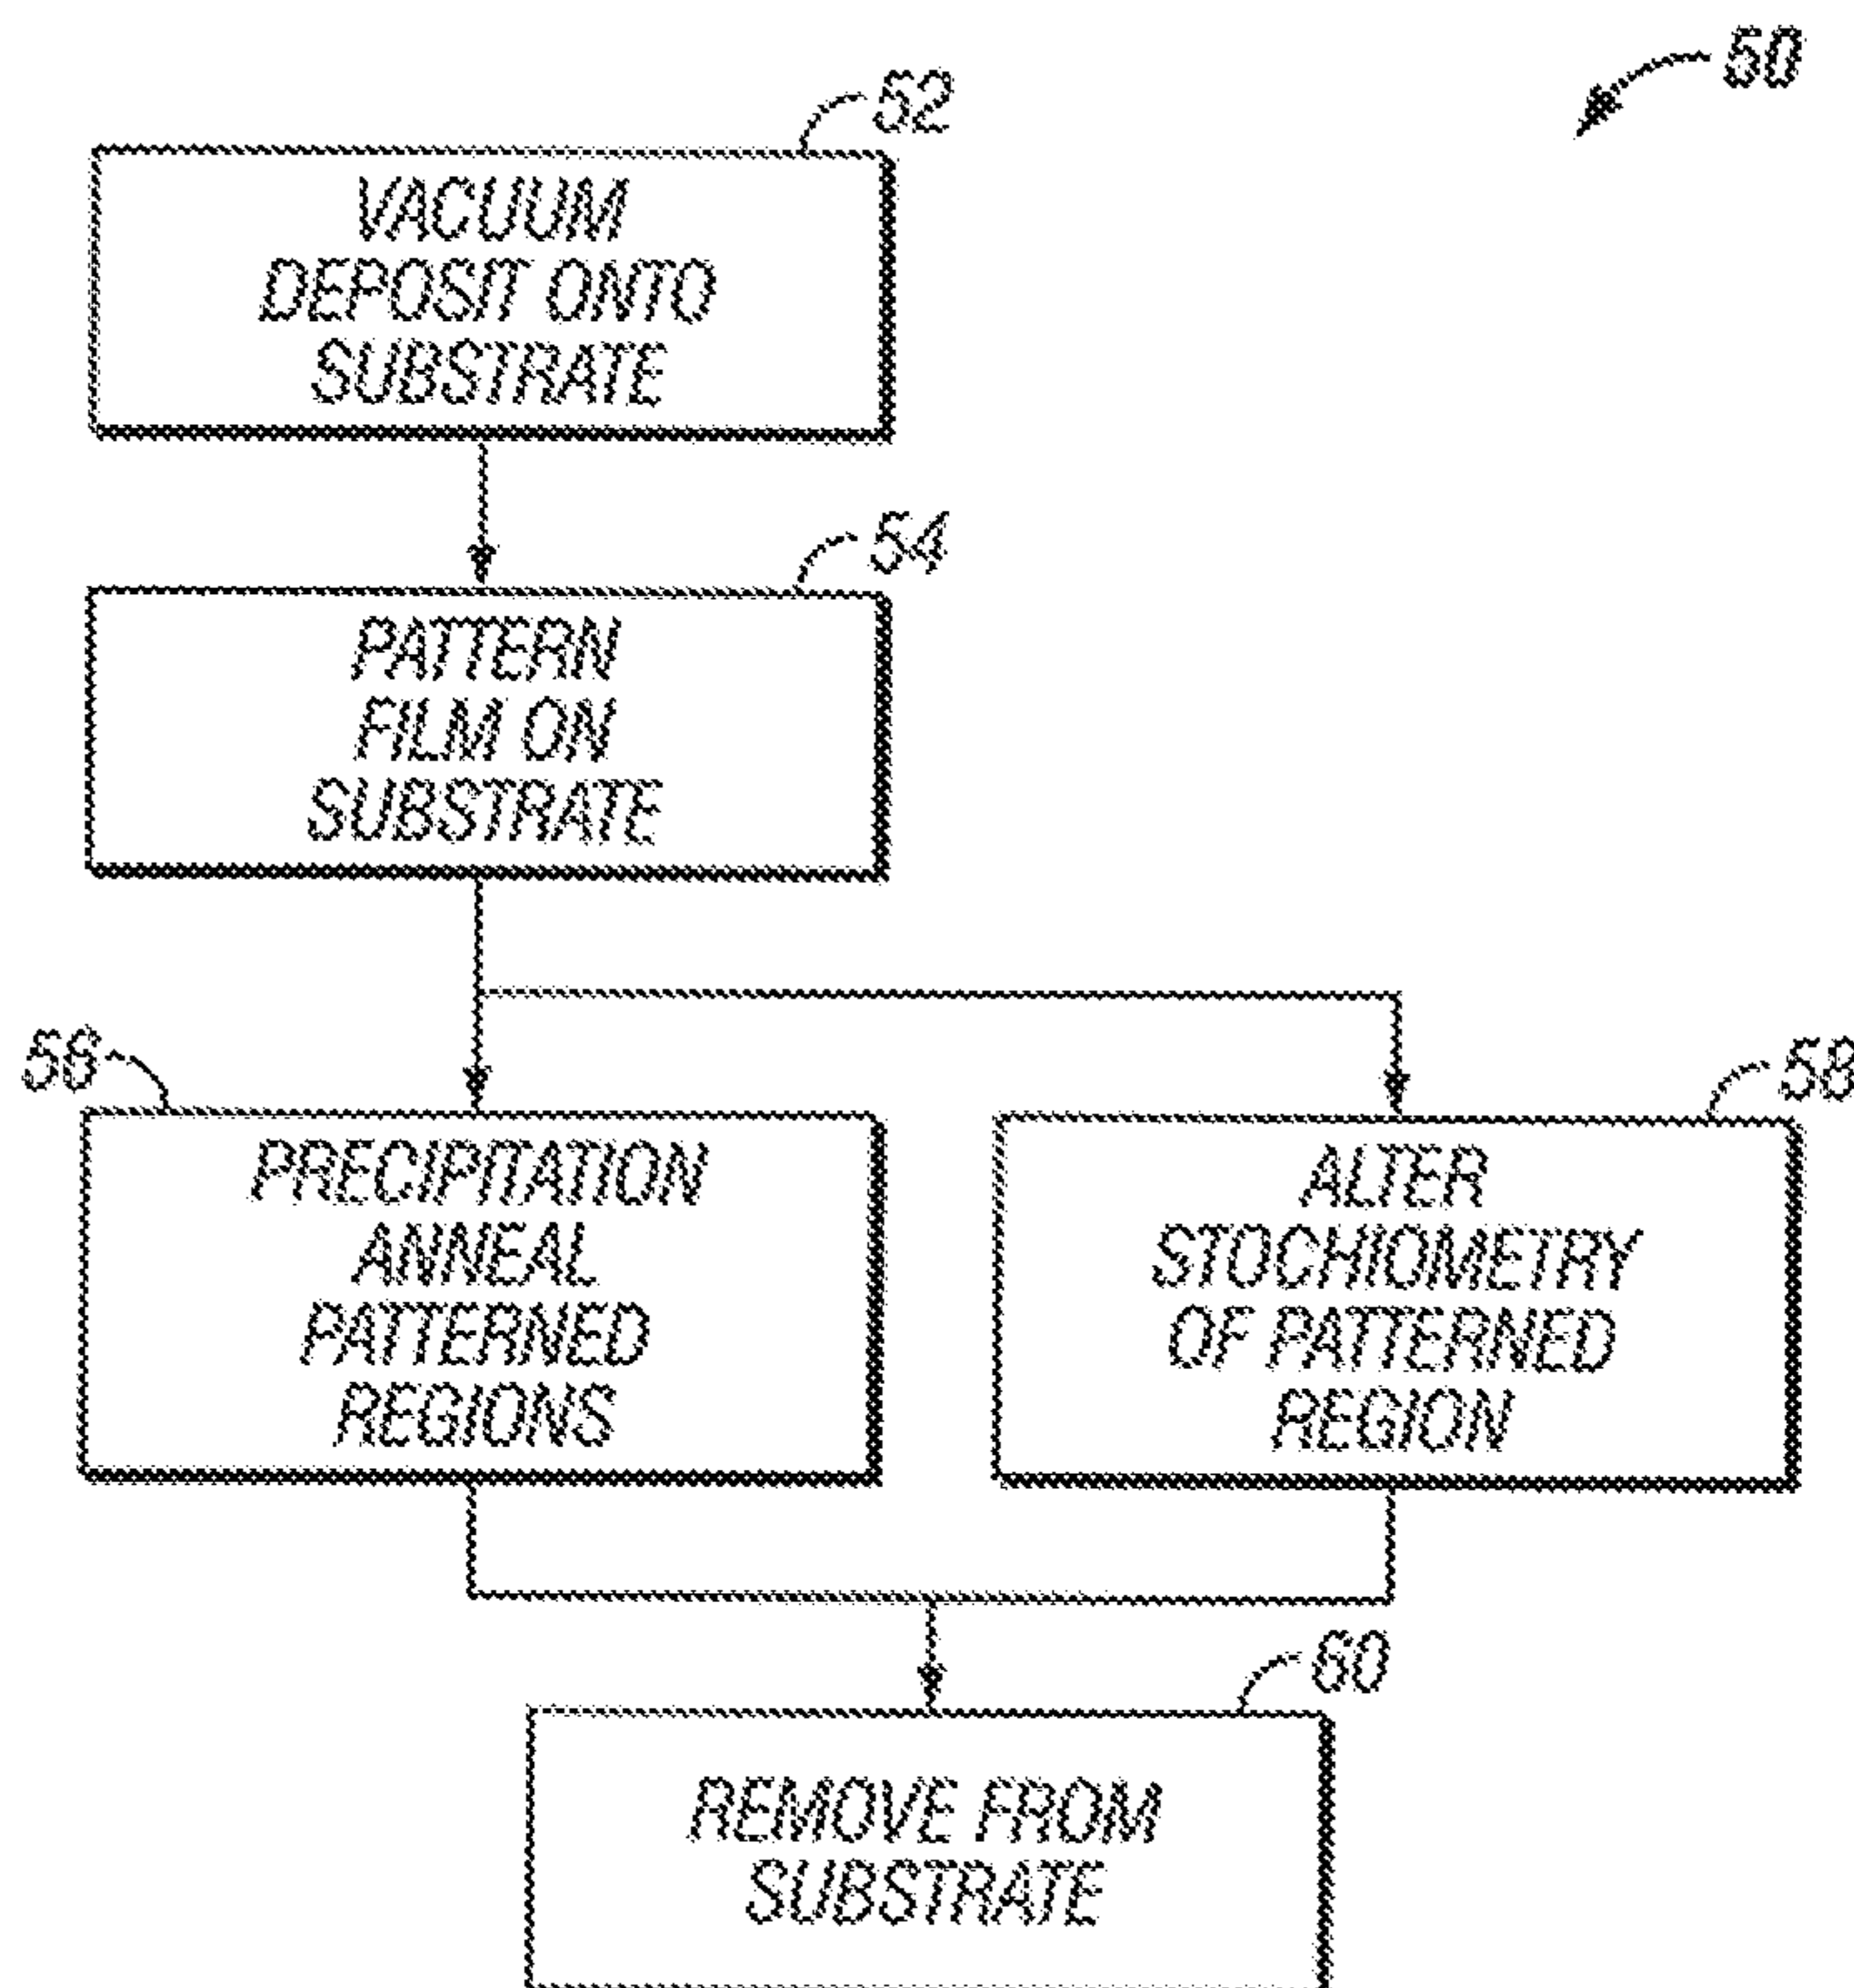 50
52
VACUUM
DEPOSIT ONTO
SUBSTRATE
54
PATTERN
FILM ON
SUBSTRATE
56
PRECIPITATION
ANNEAL
PATTERNED
REGIONS
58
ALTER
STOCHIOMETRY
OF PATTERNED
REGION
60
REMOVE FROM
SUBSTRATE